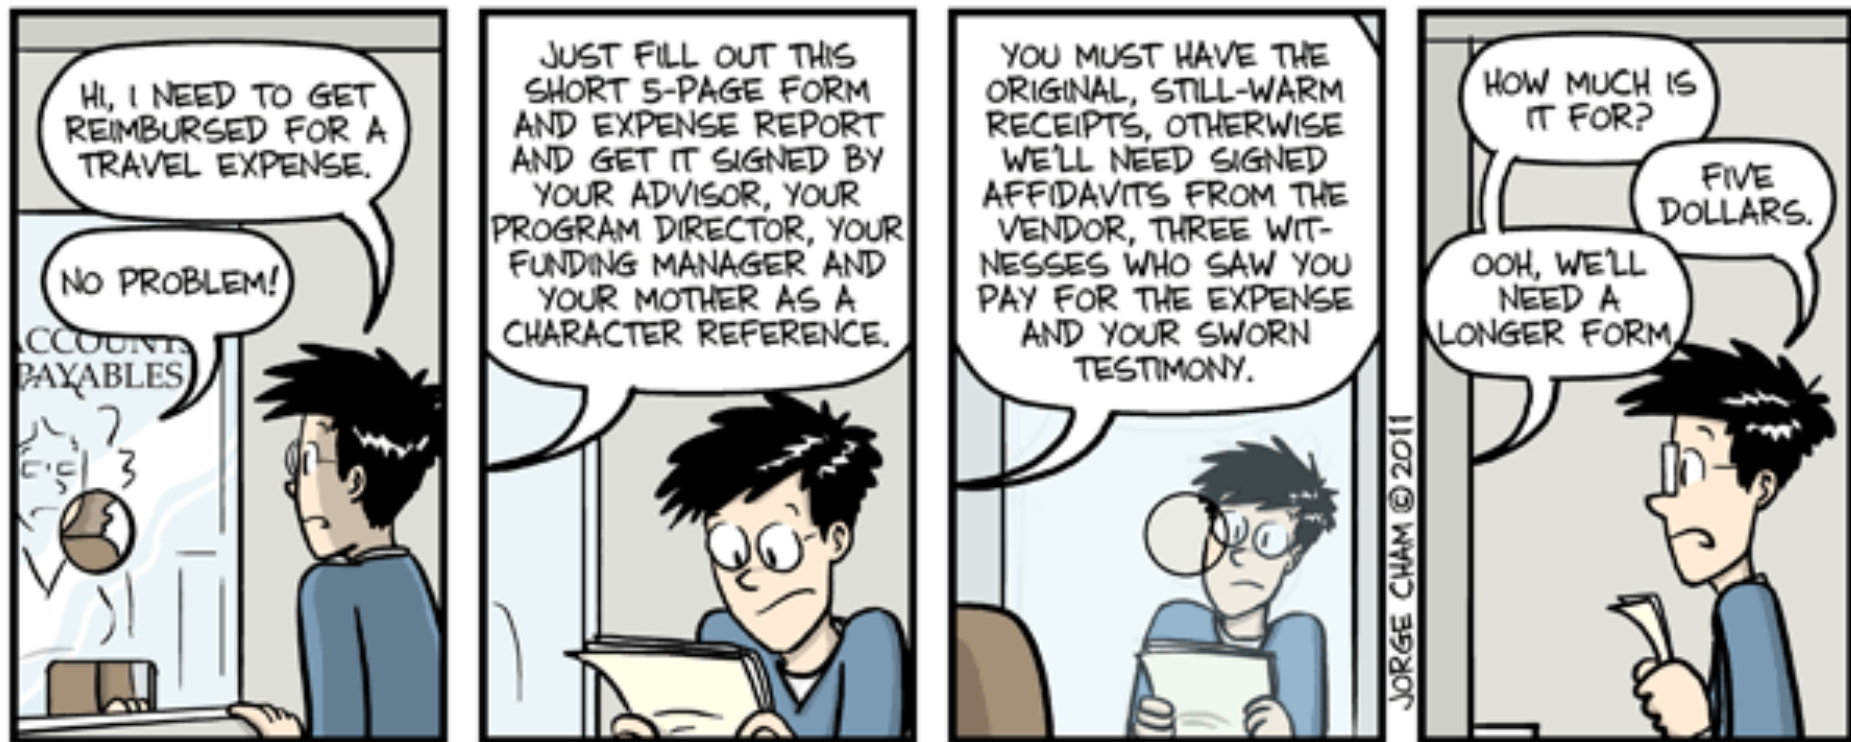 HI, I NEED TO GET
REIMBURSED FOR A
TRAVEL EXPENSE.
NO PROBLEM!
ACCOUNTS
PAYABLES
JUST FILL OUT THIS
SHORT 5-PAGE FORM
AND EXPENSE REPORT
AND GET IT SIGNED BY
YOUR ADVISOR, YOUR
PROGRAM DIRECTOR, YOUR
FUNDING MANAGER AND
YOUR MOTHER AS A
CHARACTER REFERENCE.
YOU MUST HAVE THE
ORIGINAL, STILL-WARM
RECEIPTS, OTHERWISE
WE'LL NEED SIGNED
AFFIDAVITS FROM THE
VENDOR, THREE WIT-
NESSES WHO SAW YOU
PAY FOR THE EXPENSE
AND YOUR SWORN
TESTIMONY.
JORGE CHAM © 2011
HOW MUCH IS
IT FOR?
FIVE
DOLLARS.
OOH, WE'LL
NEED A
LONGER FORM